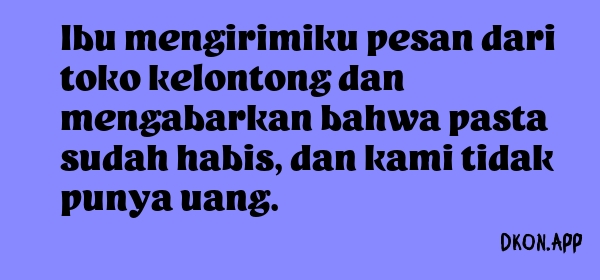 Ibu mengirimiku pesan dari
toko kelontong dan
mengabarkan bahwa pasta
sudah habis, dan kami tidak
punya uang.
DKON.APP